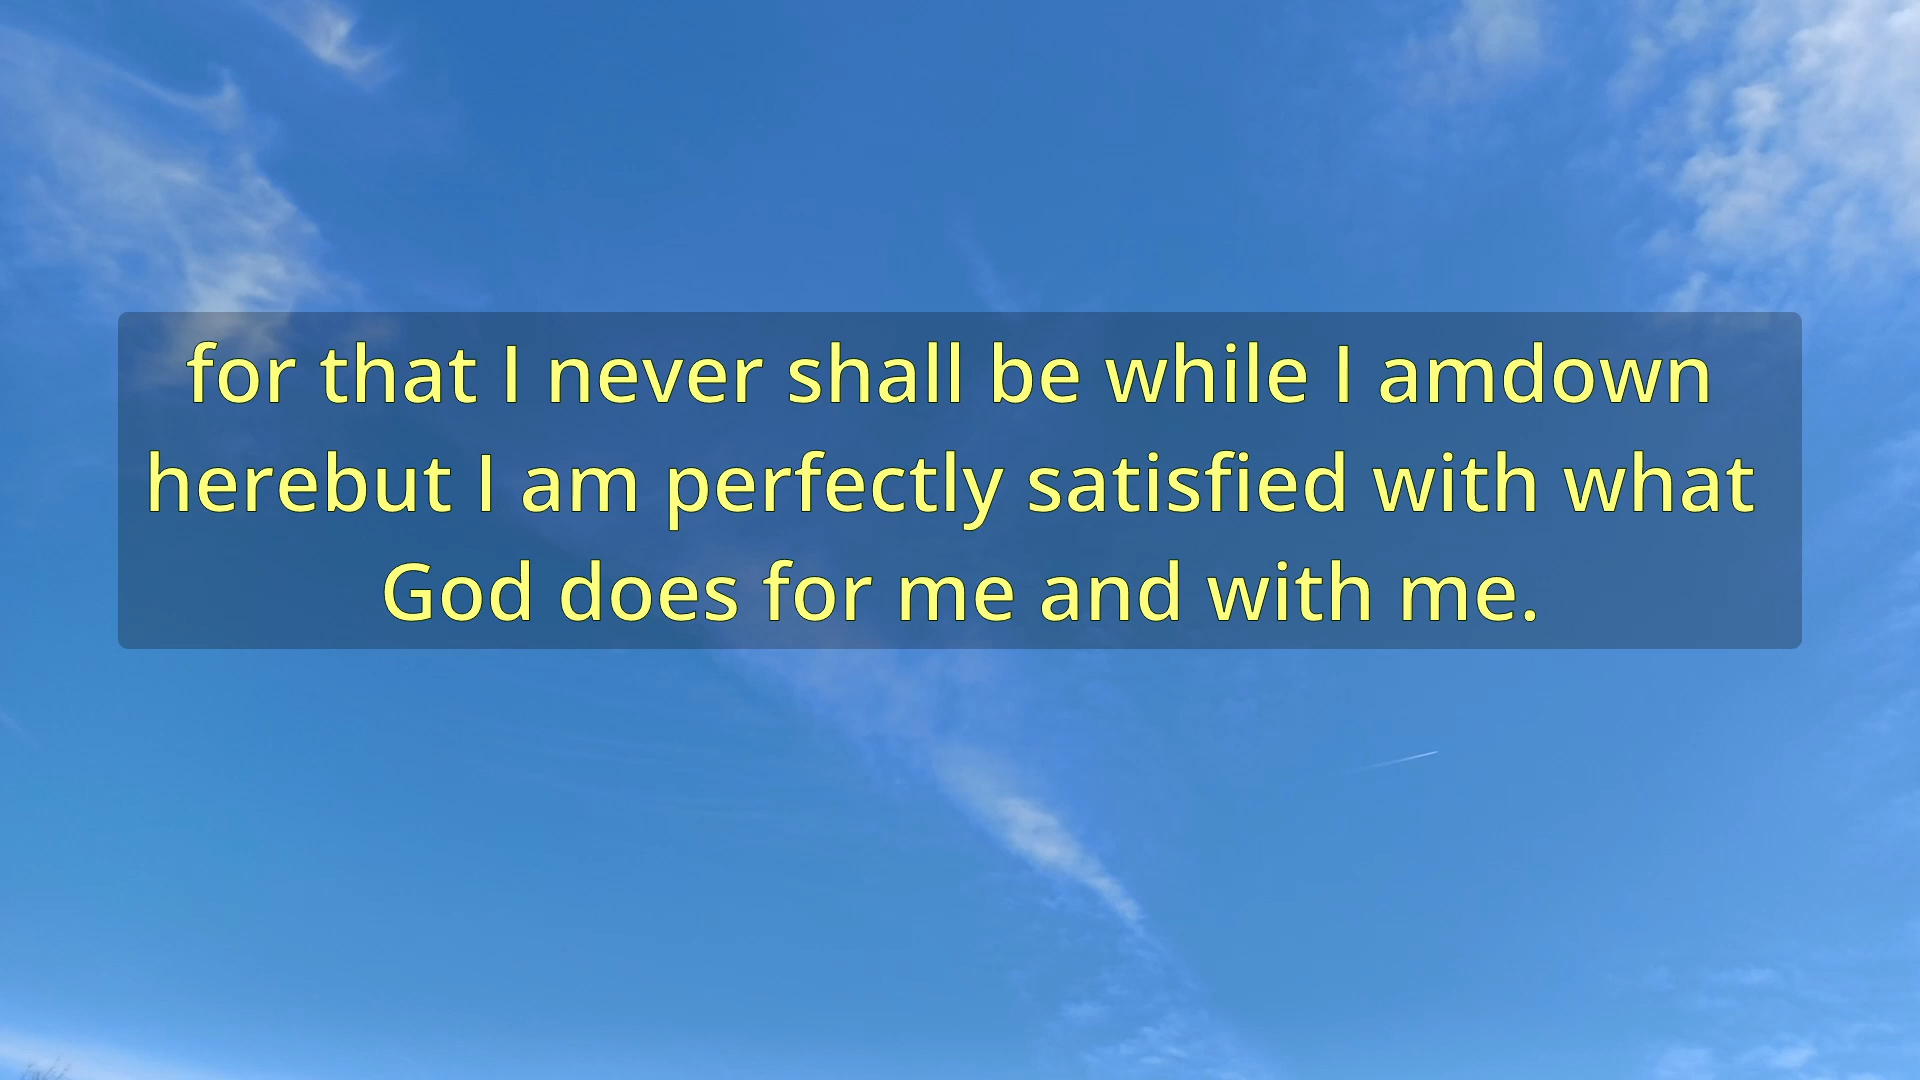 for that I never shall be while I amdown
herebut I am perfectly satisfied with what
God does for me and with me.